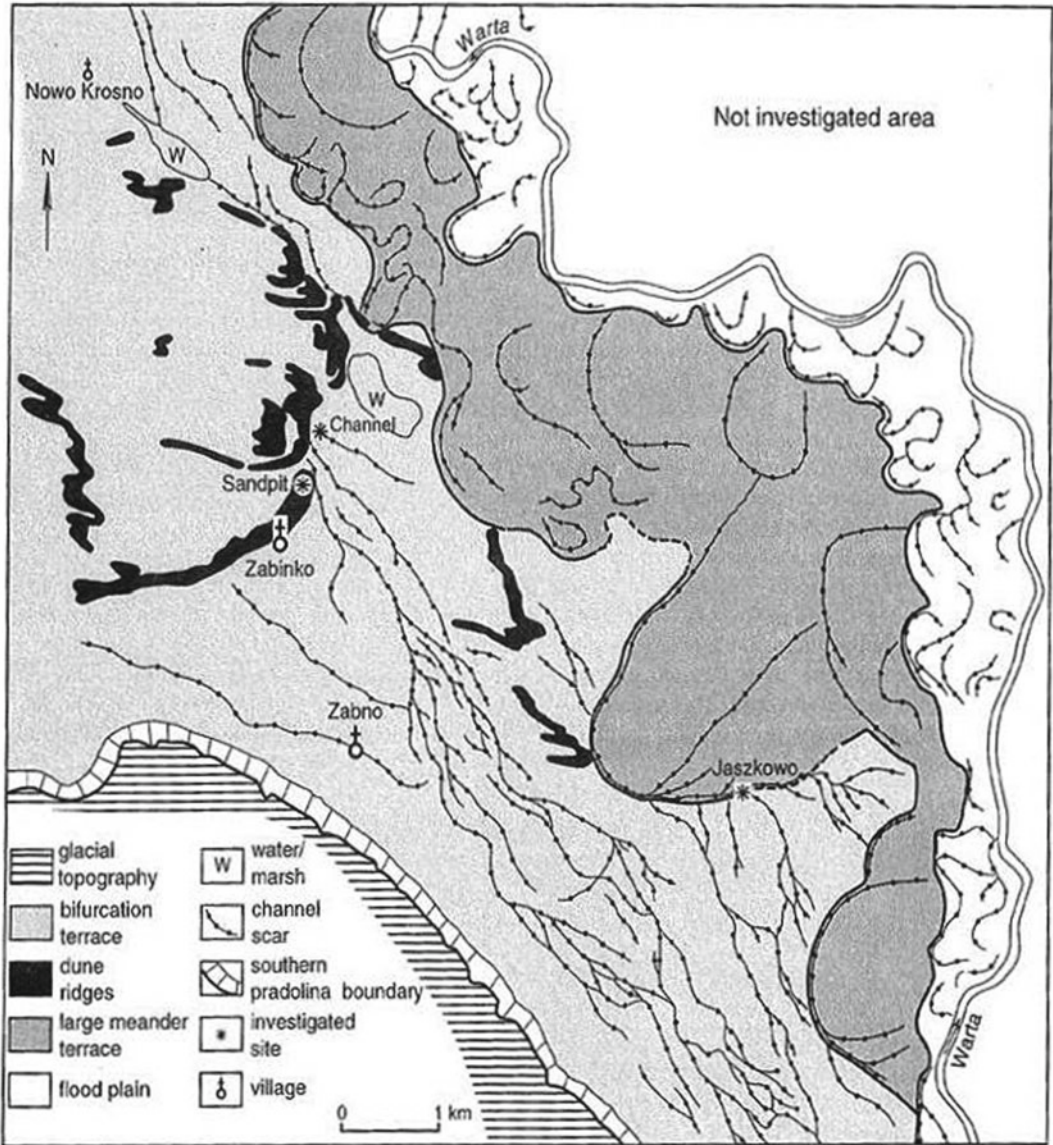 Warta
Nowo Krosno
Not investigated area
W
N
W
Channel
Sandpit
Zabinko
Zabno
Jaszkowo
glacial
topography
bifurcation
terrace
dune
ridges
large meander
terrace
flood plain
W
water/
marsh
channel
scar
southern
pradolina boundary
investigated
site
village
0 1 km
Warta